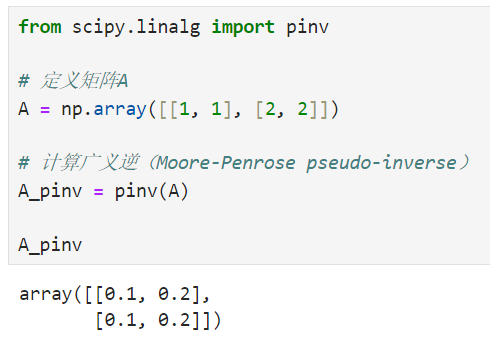 from scipy.linalg import pinv
# 定义矩阵A
A = np.array([[1, 1], [2, 2]])
# 计算广义逆（Moore-Penrose pseudo-inverse）
A_pinv = pinv(A)
A_pinv
array([[0.1, 0.2],
       [0.1, 0.2]])